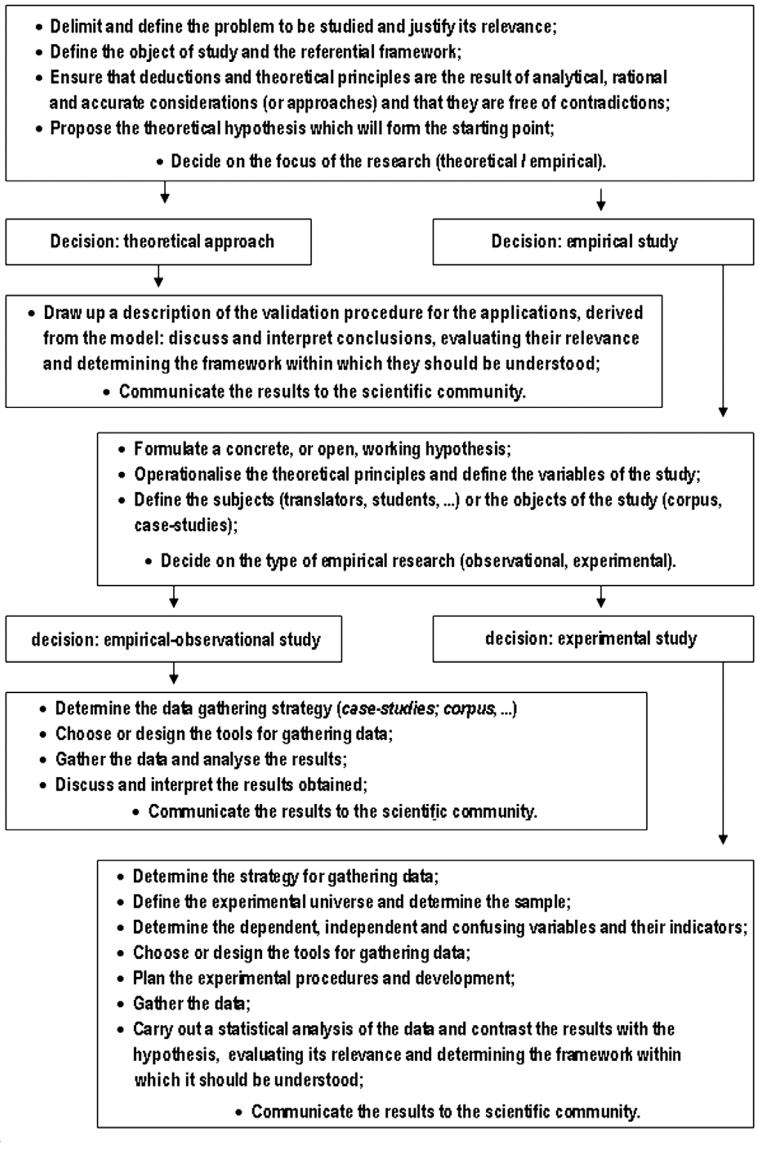 • Delimit and define the problem to be studied and justify its relevance;
• Define the object of study and the referential framework;
• Ensure that deductions and theoretical principles are the result of analytical, rational
and accurate considerations (or approaches) and that they are free of contradictions;
• Propose the theoretical hypothesis which will form the starting point;
• Decide on the focus of the research (theoretical / empirical).
Decision: theoretical approach
Decision: empirical study
• Draw up a description of the validation procedure for the applications, derived
from the model: discuss and interpret conclusions, evaluating their relevance
and determining the framework within which they should be understood;
• Communicate the results to the scientific community.
• Formulate a concrete, or open, working hypothesis;
• Operationalise the theoretical principles and define the variables of the study;
• Define the subjects (translators, students, ...) or the objects of the study (corpus,
case-studies);
• Decide on the type of empirical research (observational, experimental).
decision: empirical-observational study
decision: experimental study
• Determine the data gathering strategy (case-studies; corpus, ...)
• Choose or design the tools for gathering data;
• Gather the data and analyse the results;
• Discuss and interpret the results obtained;
• Communicate the results to the scientific community.
• Determine the strategy for gathering data;
• Define the experimental universe and determine the sample;
• Determine the dependent, independent and confusing variables and their indicators;
• Choose or design the tools for gathering data;
• Plan the experimental procedures and development;
• Gather the data;
• Carry out a statistical analysis of the data and contrast the results with the
hypothesis, evaluating its relevance and determining the framework within
which it should be understood;
• Communicate the results to the scientific community.